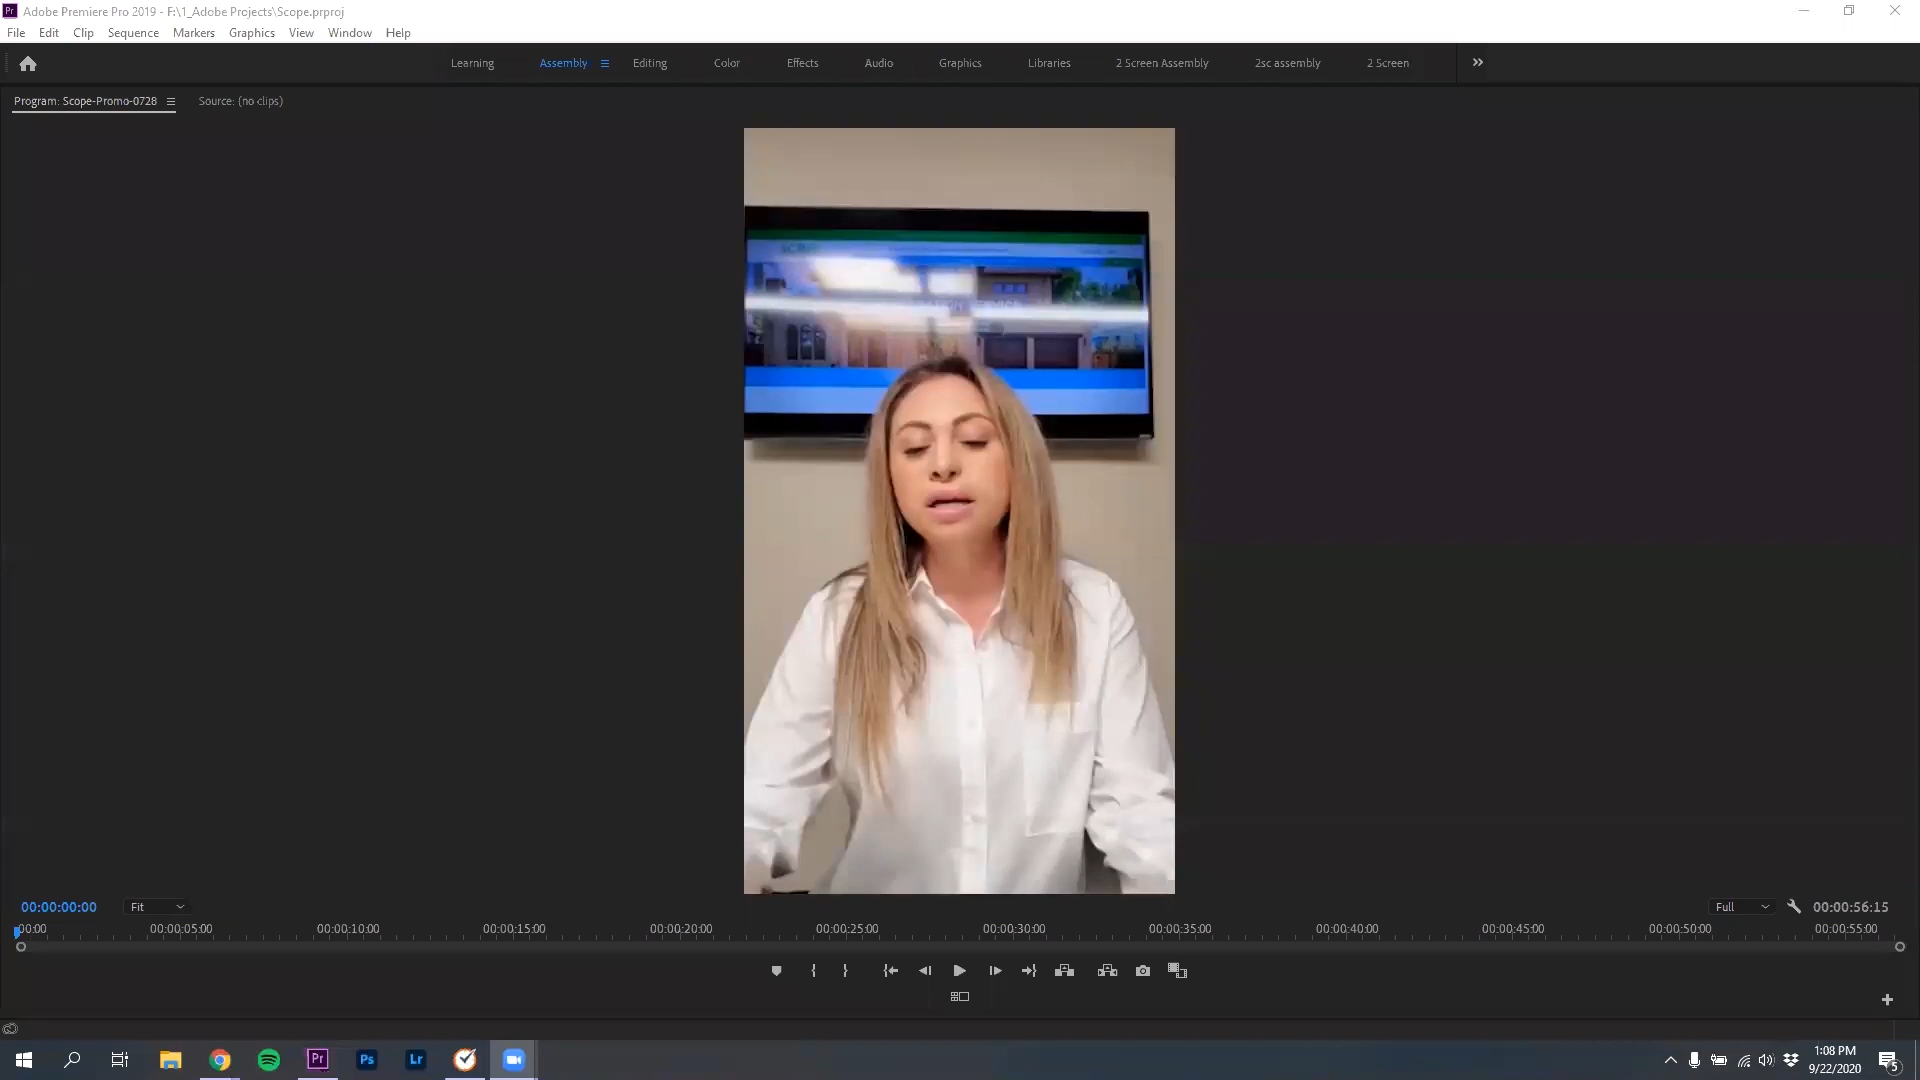 Adobe Premiere Pro 2019 - F:\1_Adobe Projects\Scope.prproj
File Edit Clip Sequence Markers Graphics View Window Help
Learning Assembly Editing Color Effects Audio Graphics Libraries 2 Screen Assembly 2sc assembly 2 Screen
Program: Scope-Promo-0728 Source: (no clips)
00:00:00:00 Fit Full 00:00:56:15
:00:00 00:00:05:00 00:00:10:00 00:00:15:00 00:00:20:00 00:00:25:00 00:00:30:00 00:00:35:00 00:00:40:00 00:00:45:00 00:00:50:00 00:00:55:00
Pr Ps Lr
1:08 PM
9/22/2020
5